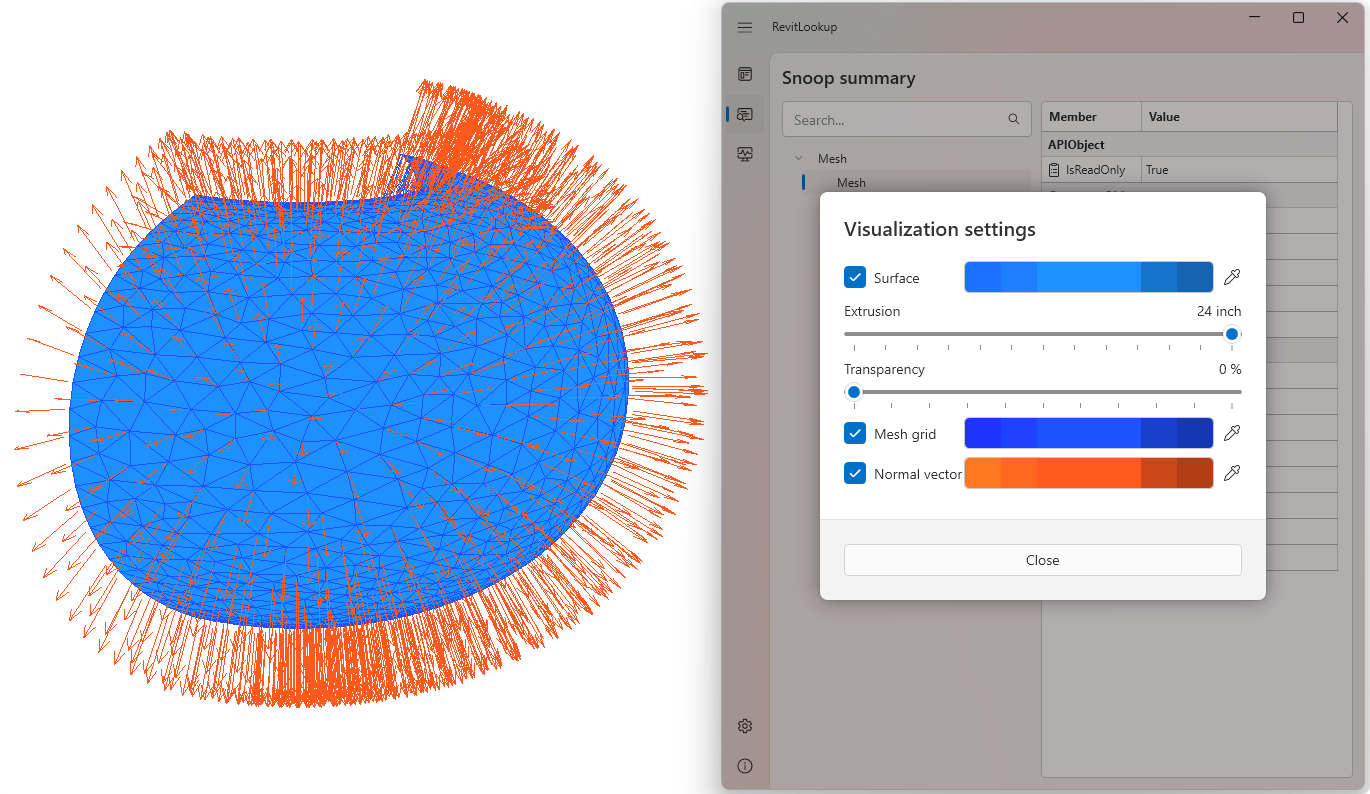 RevitLookup
Snoop summary
Search...
Member Value
APIObject
IsReadOnly True
Mesh
Mesh
Visualization settings
Surface
Extrusion 24 inch
Transparency 0 %
Mesh grid
Normal vector
Close